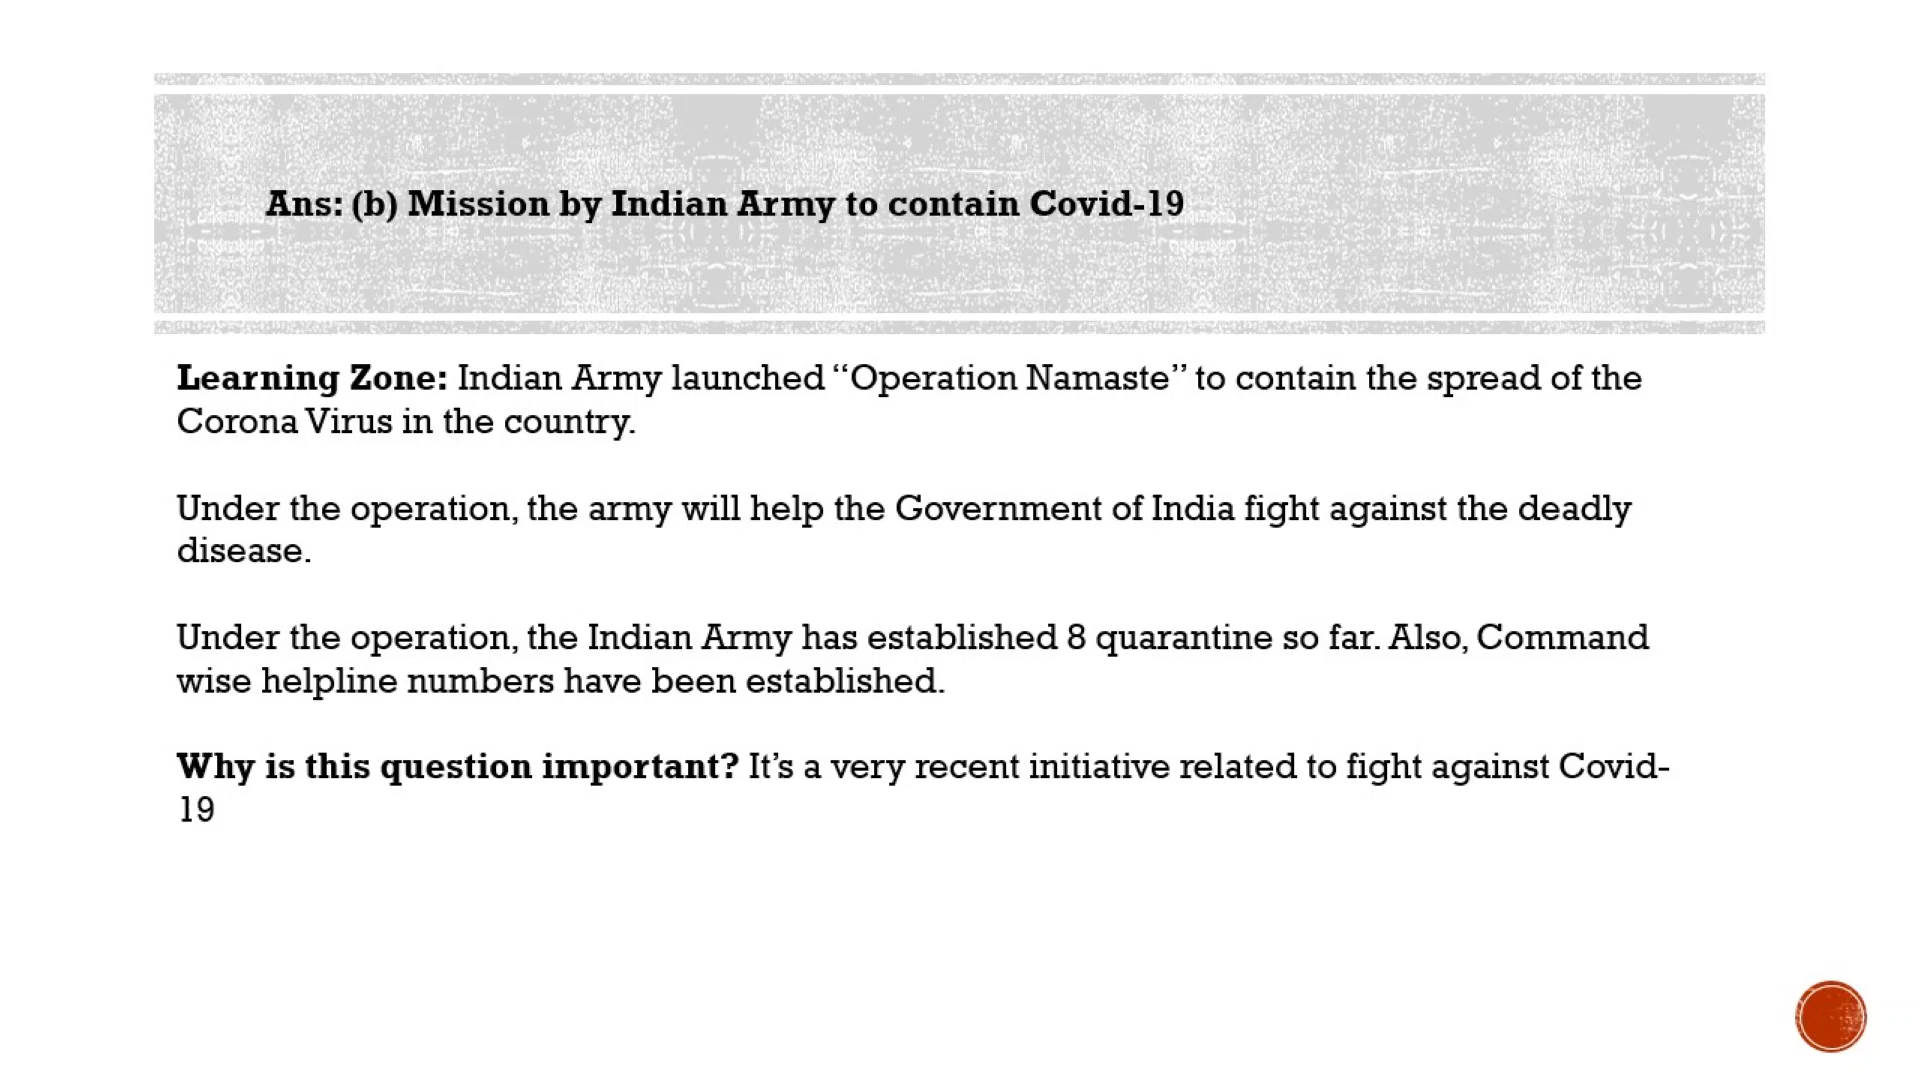 Ans: (b) Mission by Indian Army to contain Covid-19
Learning Zone: Indian Army launched “Operation Namaste” to contain the spread of the
Corona Virus in the country.
Under the operation, the army will help the Government of India fight against the deadly
disease.
Under the operation, the Indian Army has established 8 quarantine so far. Also, Command
wise helpline numbers have been established.
Why is this question important? It’s a very recent initiative related to fight against Covid-
19